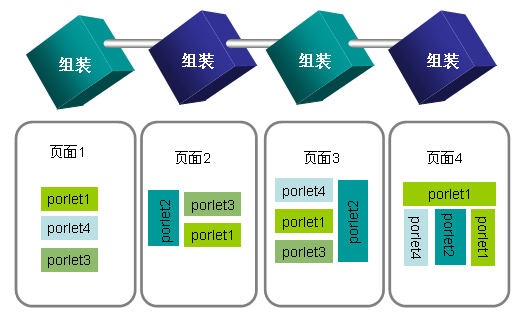 组装
组装
组装
组装
页面1
porlet1
porlet4
porlet3
页面2
porlet2
porlet3
porlet1
页面3
porlet4
porlet1
porlet3
porlet2
页面4
porlet1
porlet4
porlet2
porlet1